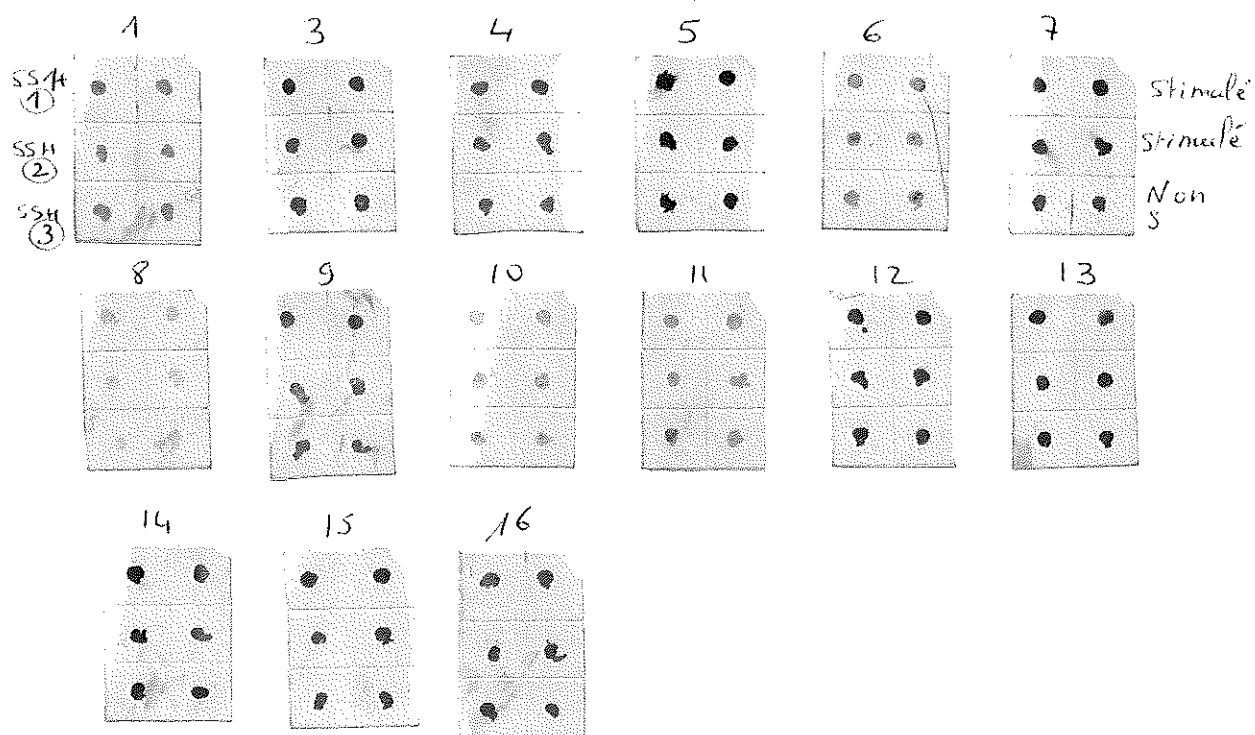 1 3 4 5 6 7
SSH ① Stimulé
SSH ② Stimulé
SSH ③ Non S
8 9 10 11 12 13
14 15 16